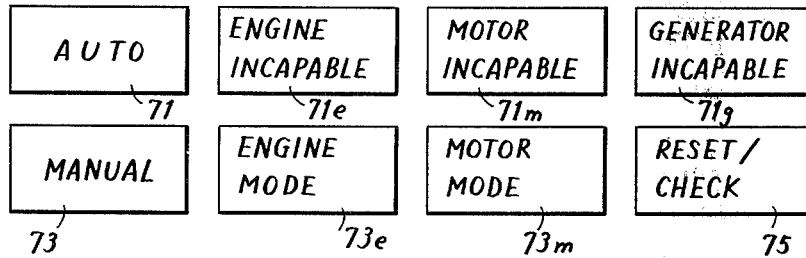 AUTO
ENGINE INCAPABLE
MOTOR INCAPABLE
GENERATOR INCAPABLE
71
71e
71m
71g
MANUAL
ENGINE MODE
MOTOR MODE
RESET/ CHECK
73
73e
73m
75